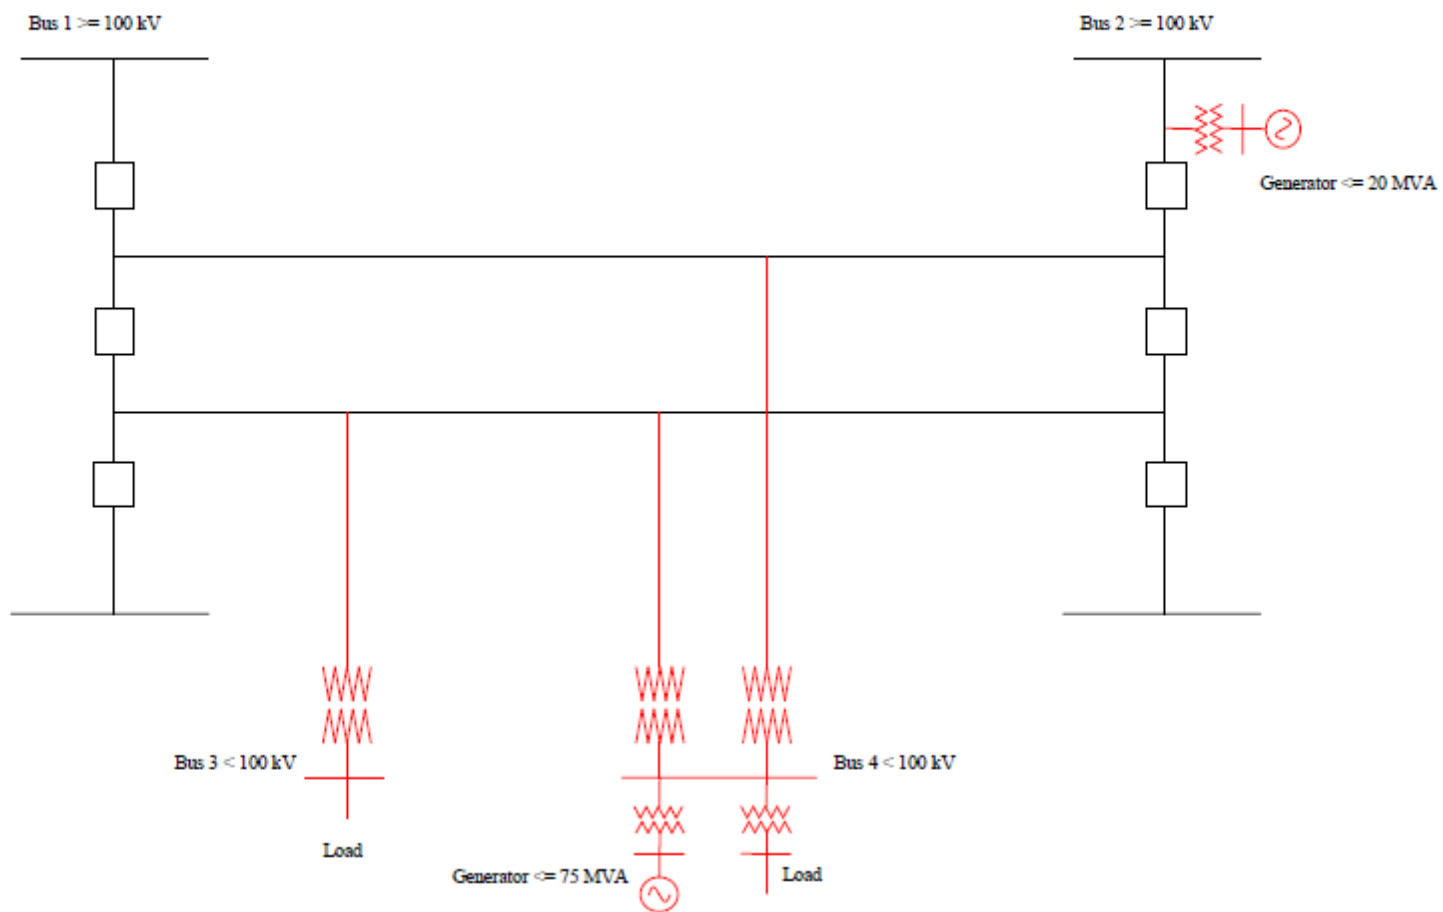 Bus 1 >= 100 kV
Bus 2 >= 100 kV
Generator <= 20 MVA
Bus 3 < 100 kV
Bus 4 < 100 kV
Load
Generator <= 75 MVA
Load